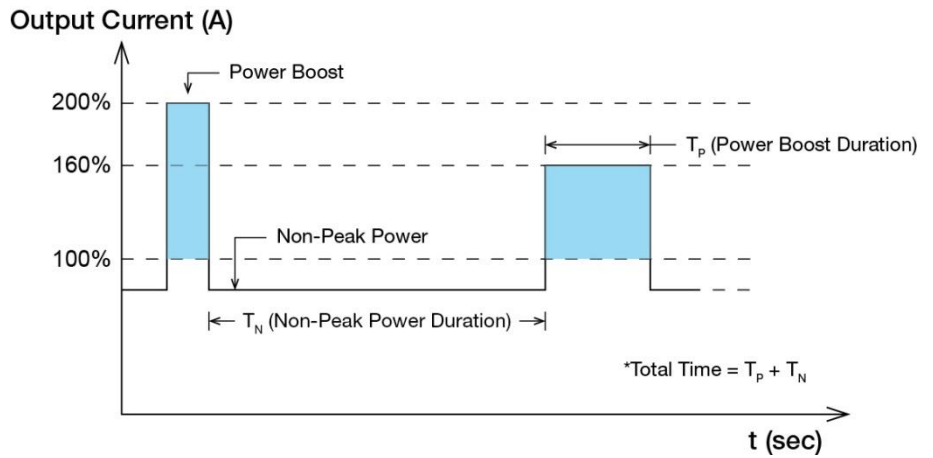 Output Current (A)
Power Boost
200%
T_P (Power Boost Duration)
160%
Non-Peak Power
100%
T_N (Non-Peak Power Duration)
*Total Time = T_P + T_N
t (sec)